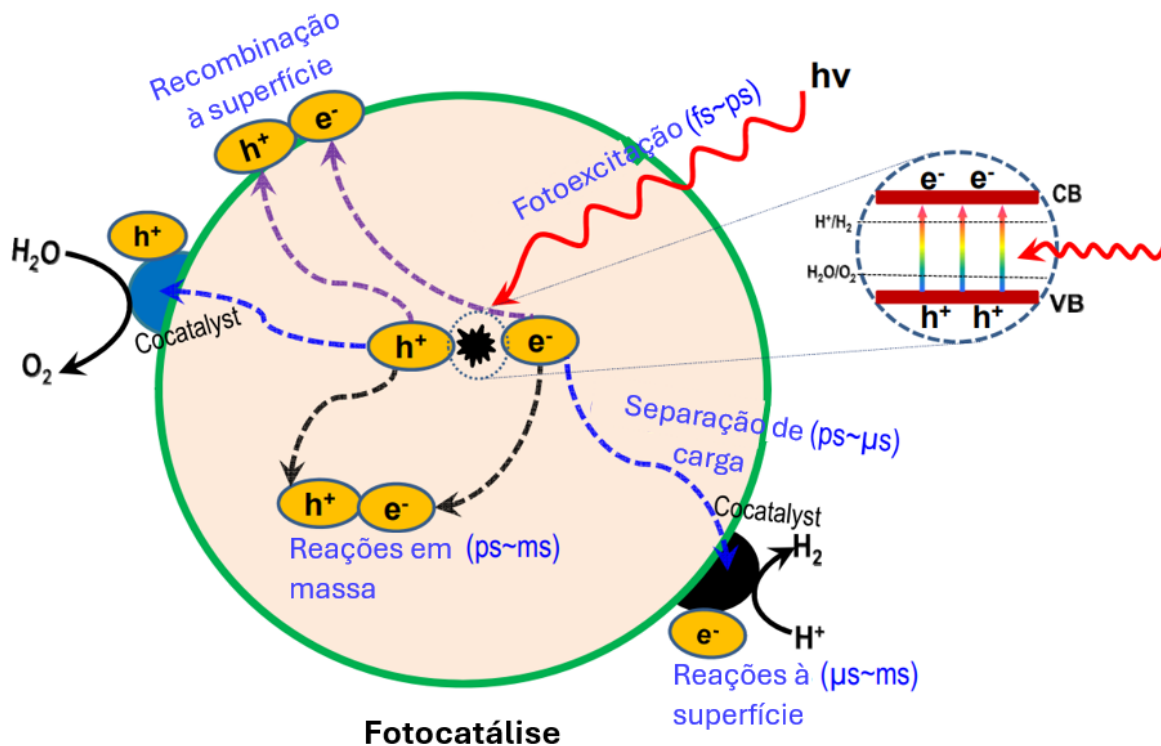 Recombinação
à superfície
h⁺ e⁻
hν
Fotoexcitação (fs~ps)
e⁻ e⁻
CB
H⁺/H₂
H₂O/O₂
VB
h⁺ h⁺
h⁺
H₂O
Cocatalyst
O₂
h⁺
e⁻
Separação de (ps~μs)
carga
h⁺ e⁻
Reações em (ps~ms)
massa
Cocatalyst
H₂
H⁺
e⁻
Reações à (μs~ms)
superfície
Fotocatálise